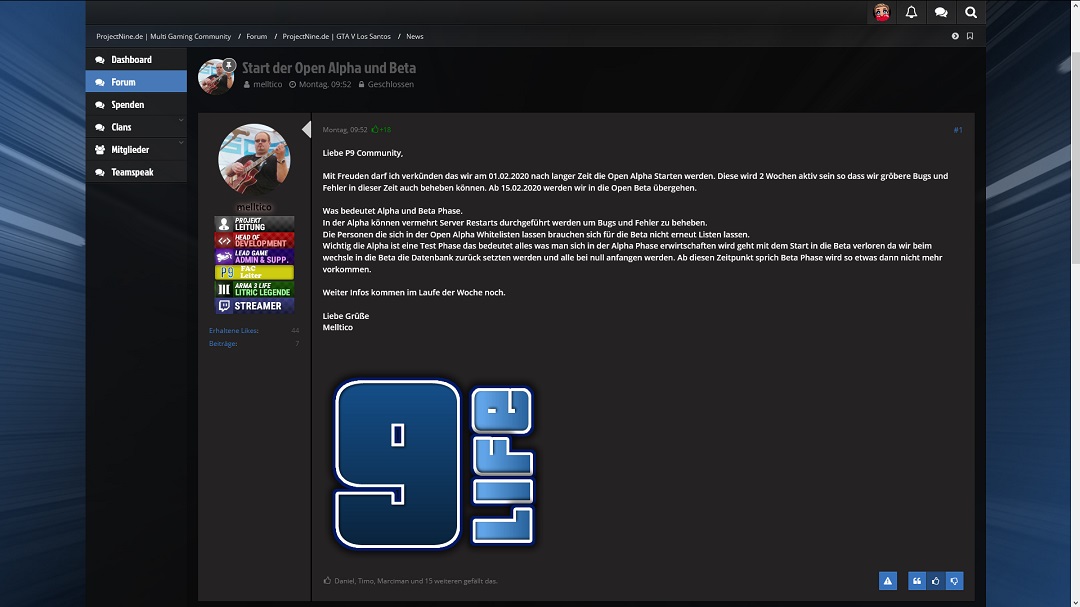 ProjectNine.de | Multi Gaming Community / Forum / ProjectNine.de | GTA V Los Santos / News
Dashboard
Forum
Spenden
Clans
Mitglieder
Teamspeak
Start der Open Alpha und Beta
melltico Montag, 09:52 Geschlossen
melltico
PROJEKT
LEITUNG
HEAD OF
DEVELOPMENT
LEAD GAME
ADMIN & SUPP.
P9 FAC
Leiter
ARMA 3 LIFE
LITRIC LEGENDE
STREAMER
Erhaltene Likes: 44
Beiträge: 7
Montag, 09:52 +18 #1
Liebe P9 Community,
Mit Freuden darf ich verkünden das wir am 01.02.2020 nach langer Zeit die Open Alpha Starten werden. Diese wird 2 Wochen aktiv sein so dass wir gröbere Bugs und
Fehler in dieser Zeit auch beheben können. Ab 15.02.2020 werden wir in die Open Beta übergehen.
Was bedeutet Alpha und Beta Phase.
In der Alpha können vermehrt Server Restarts durchgeführt werden um Bugs und Fehler zu beheben.
Die Personen die sich in der Open Alpha Whitelisten lassen brauchen sich für die Beta nicht erneut Listen lassen.
Wichtig die Alpha ist eine Test Phase das bedeutet alles was man sich in der Alpha Phase erwirtschaften wird geht mit dem Start in die Beta verloren da wir beim
wechsle in die Beta die Datenbank zurück setzten werden und alle bei null anfangen werden. Ab diesen Zeitpunkt sprich Beta Phase wird so etwas dann nicht mehr
vorkommen.
Weiter Infos kommen im Laufe der Woche noch.
Liebe Grüße
Melltico
9 LIFE
Daniel, Timo, Marciman und 15 weiteren gefällt das.